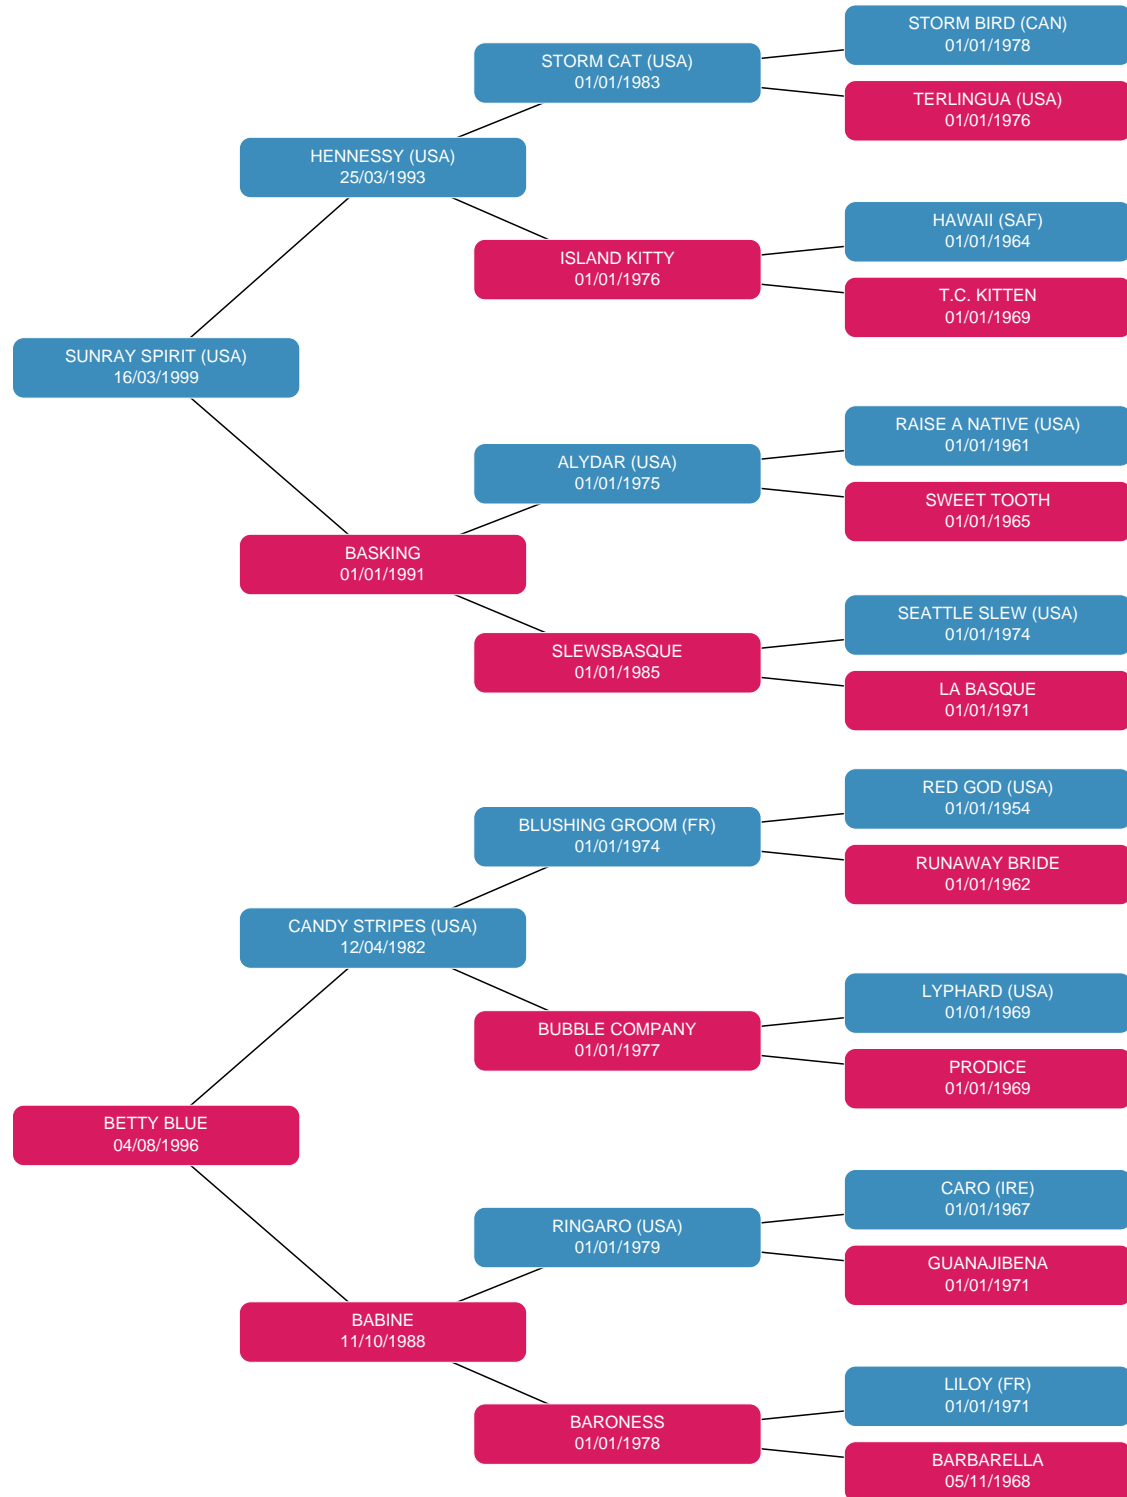 STORM BIRD (CAN)
01/01/1978
STORM CAT (USA)
01/01/1983
TERLINGUA (USA)
01/01/1976
HENNESSY (USA)
25/03/1993
HAWAII (SAF)
01/01/1964
ISLAND KITTY
01/01/1976
T.C. KITTEN
01/01/1969
SUNRAY SPIRIT (USA)
16/03/1999
RAISE A NATIVE (USA)
01/01/1961
ALYDAR (USA)
01/01/1975
SWEET TOOTH
01/01/1965
BASKING
01/01/1991
SEATTLE SLEW (USA)
01/01/1974
SLEWSBASQUE
01/01/1985
LA BASQUE
01/01/1971
RED GOD (USA)
01/01/1954
BLUSHING GROOM (FR)
01/01/1974
RUNAWAY BRIDE
01/01/1962
CANDY STRIPES (USA)
12/04/1982
LYPHARD (USA)
01/01/1969
BUBBLE COMPANY
01/01/1977
PRODICE
01/01/1969
BETTY BLUE
04/08/1996
CARO (IRE)
01/01/1967
RINGARO (USA)
01/01/1979
GUANAJIBENA
01/01/1971
BABINE
11/10/1988
LILOY (FR)
01/01/1971
BARONESS
01/01/1978
BARBARELLA
05/11/1968